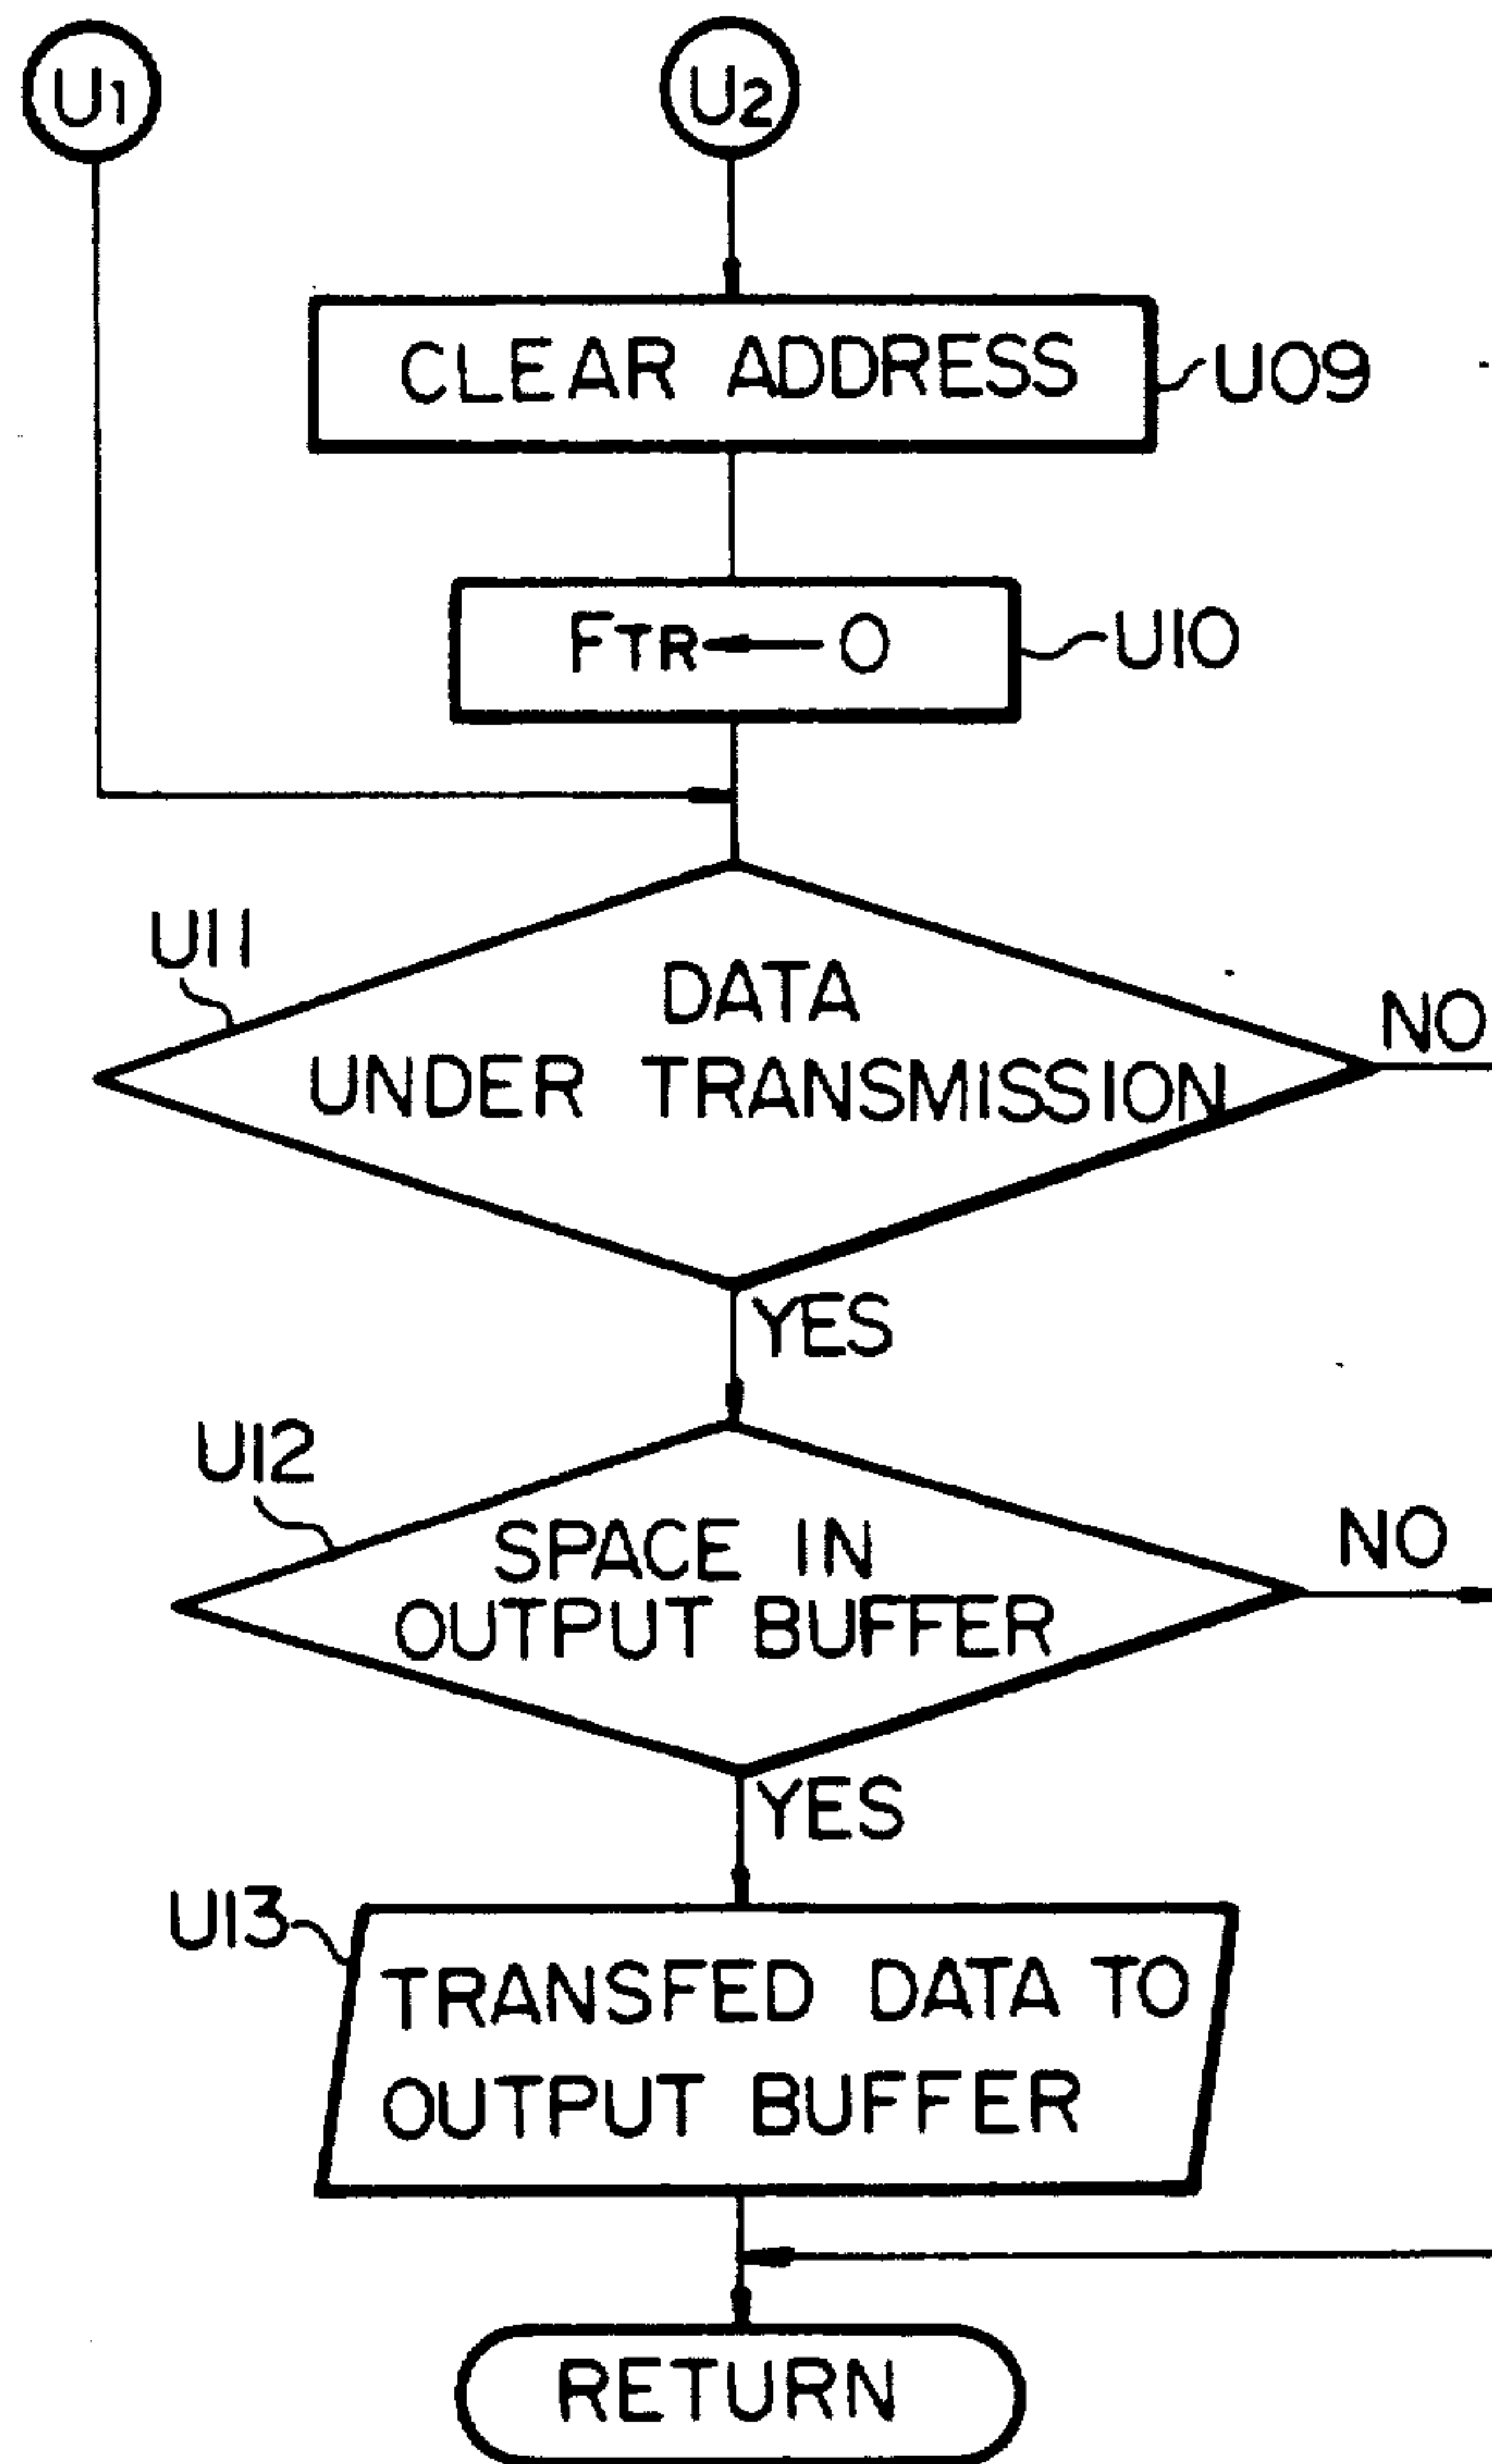 U1
U2
CLEAR ADDRESS
U09
FTR ← 0
U10
U11
DATA
UNDER TRANSMISSION
NO
YES
U12
SPACE IN
OUTPUT BUFFER
NO
YES
U13
TRANSFED DATA TO
OUTPUT BUFFER
RETURN